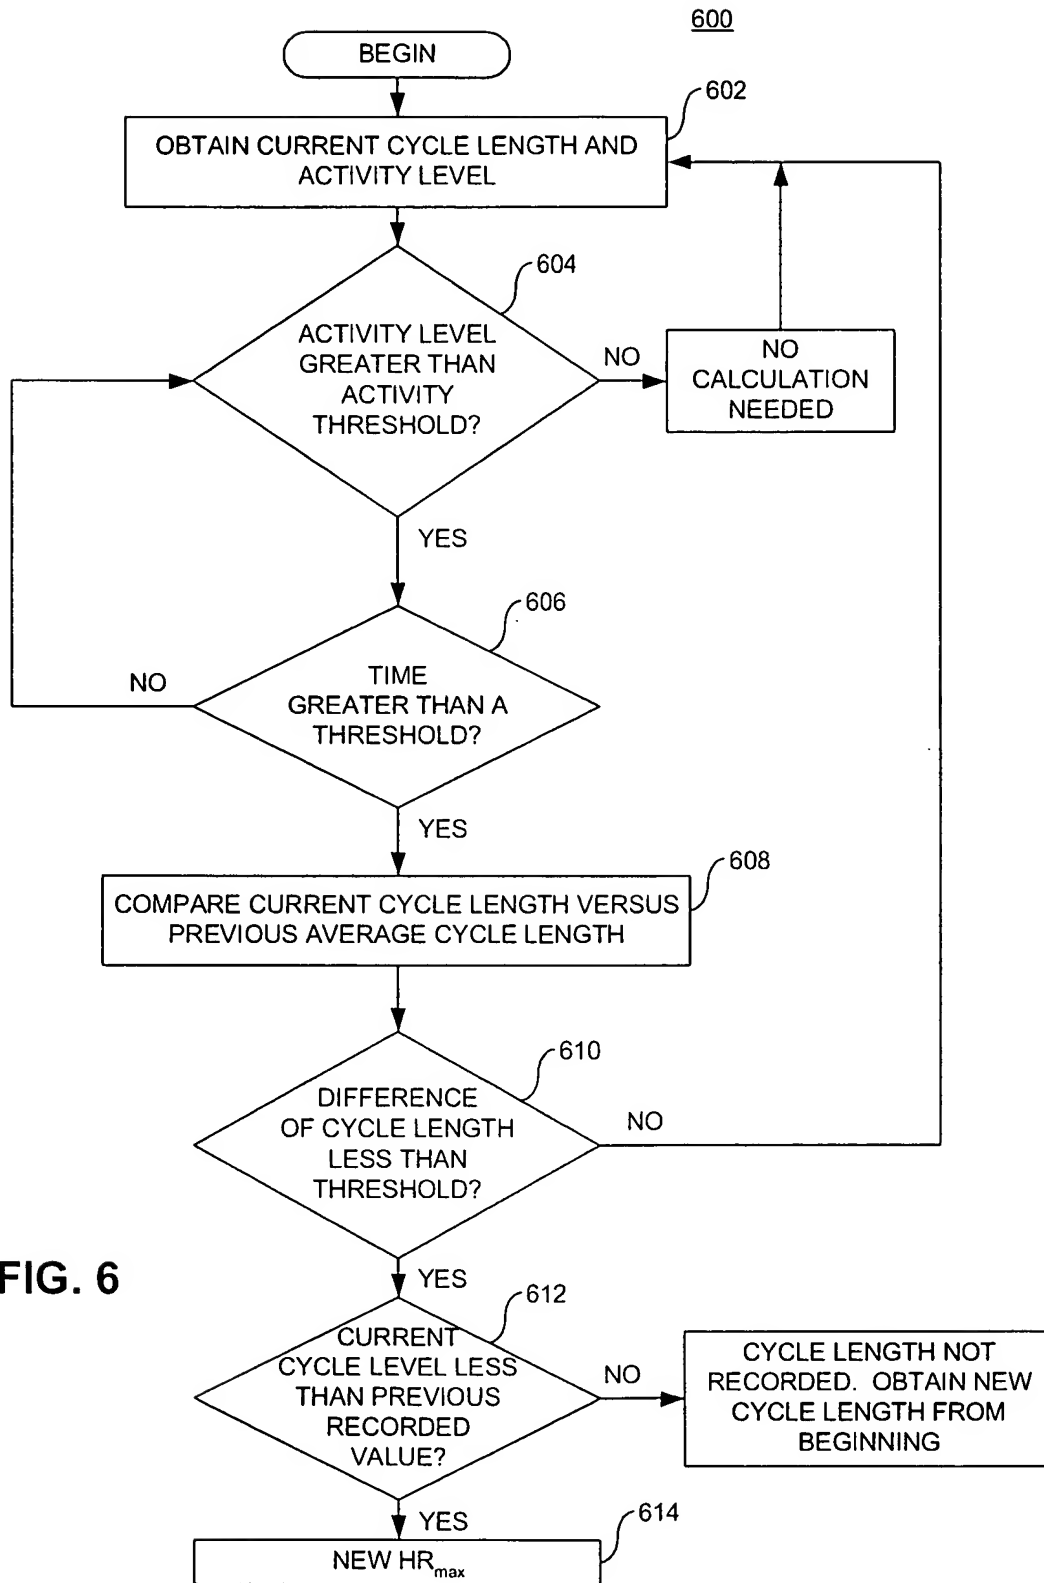 600
BEGIN
602
OBTAIN CURRENT CYCLE LENGTH AND
ACTIVITY LEVEL
604
ACTIVITY LEVEL
GREATER THAN
ACTIVITY
THRESHOLD?
NO
NO
CALCULATION
NEEDED
YES
606
TIME
GREATER THAN A
THRESHOLD?
NO
YES
608
COMPARE CURRENT CYCLE LENGTH VERSUS
PREVIOUS AVERAGE CYCLE LENGTH
610
DIFFERENCE
OF CYCLE LENGTH
LESS THAN
THRESHOLD?
NO
FIG. 6
YES
612
CURRENT
CYCLE LEVEL LESS
THAN PREVIOUS
RECORDED
VALUE?
NO
CYCLE LENGTH NOT
RECORDED. OBTAIN NEW
CYCLE LENGTH FROM
BEGINNING
YES
614
NEW HRmax